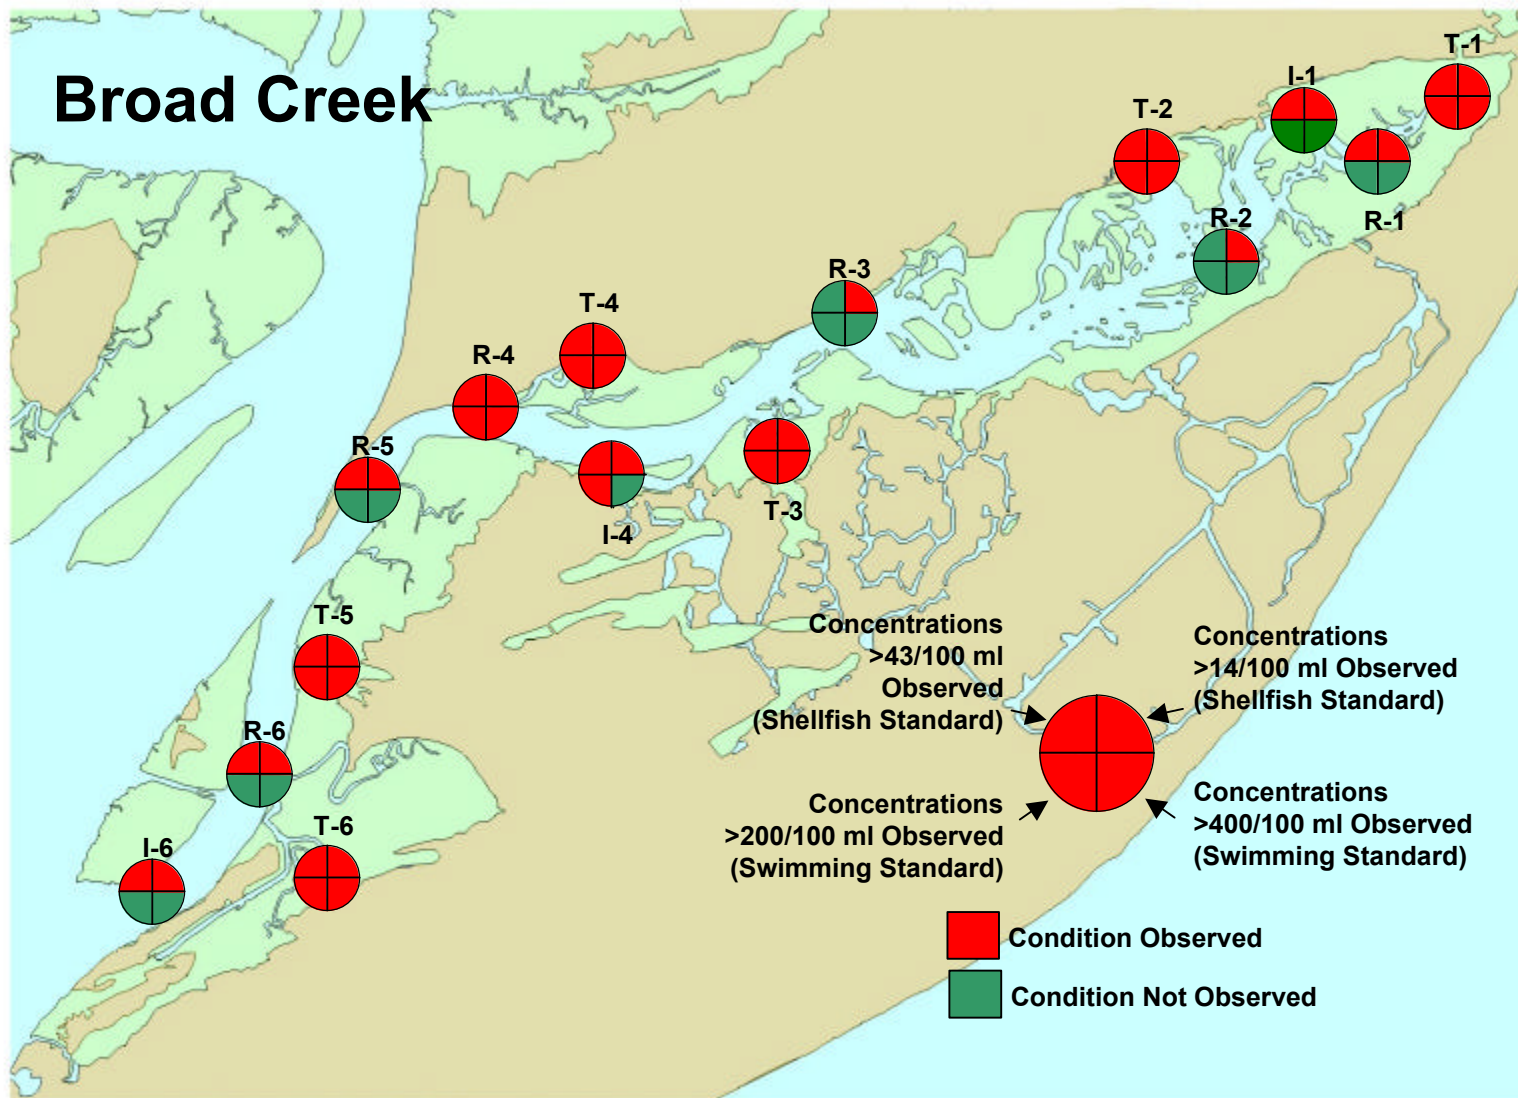 Broad Creek
T-1
I-1
T-2
R-1
R-2
R-3
T-4
R-4
R-5
I-4
T-3
T-5
R-6
T-6
I-6
Concentrations
>43/100 ml
Observed
(Shellfish Standard)
Concentrations
>14/100 ml Observed
(Shellfish Standard)
Concentrations
>200/100 ml Observed
(Swimming Standard)
Concentrations
>400/100 ml Observed
(Swimming Standard)
Condition Observed
Condition Not Observed